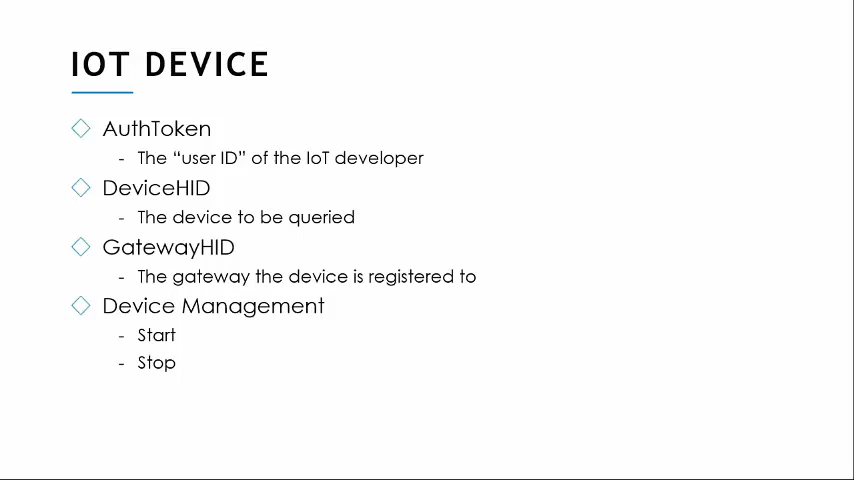 IOT DEVICE
AuthToken
- The “user ID” of the IoT developer
DeviceHID
- The device to be queried
GatewayHID
- The gateway the device is registered to
Device Management
- Start
- Stop